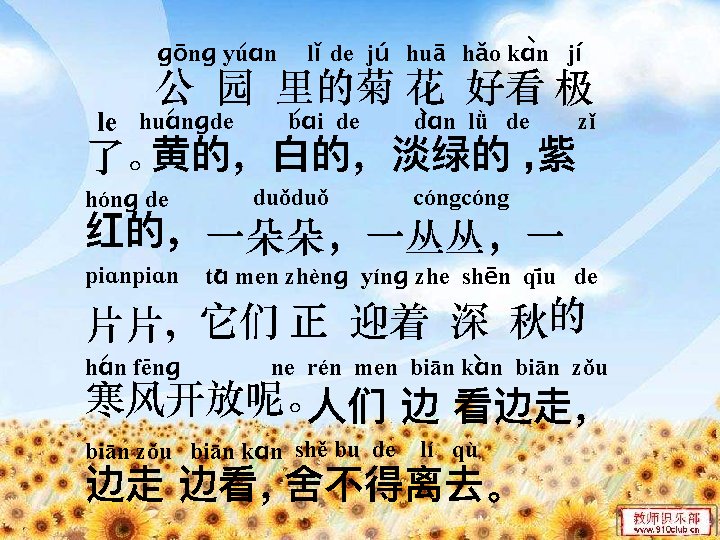 gōng yúɑn lǐ de jú huā hǎo kàn jí
公园里的菊花好看极
le huángde bái de dàn lǜ de zǐ
了。黄的，白的，淡绿的，紫
hóng de duǒduǒ cóngcóng
红的，一朵朵，一丛丛，一
piɑnpiɑn tā men zhèng yíng zhe shēn qīu de
片片，它们正迎着深秋的
hán fēng ne rén men biān kàn biān zǒu
寒风开放呢。人们边看边走，
biān zǒu biān kɑn shě bu de lí qù
边走边看，舍不得离去。
教师俱乐部
www.910club.cn